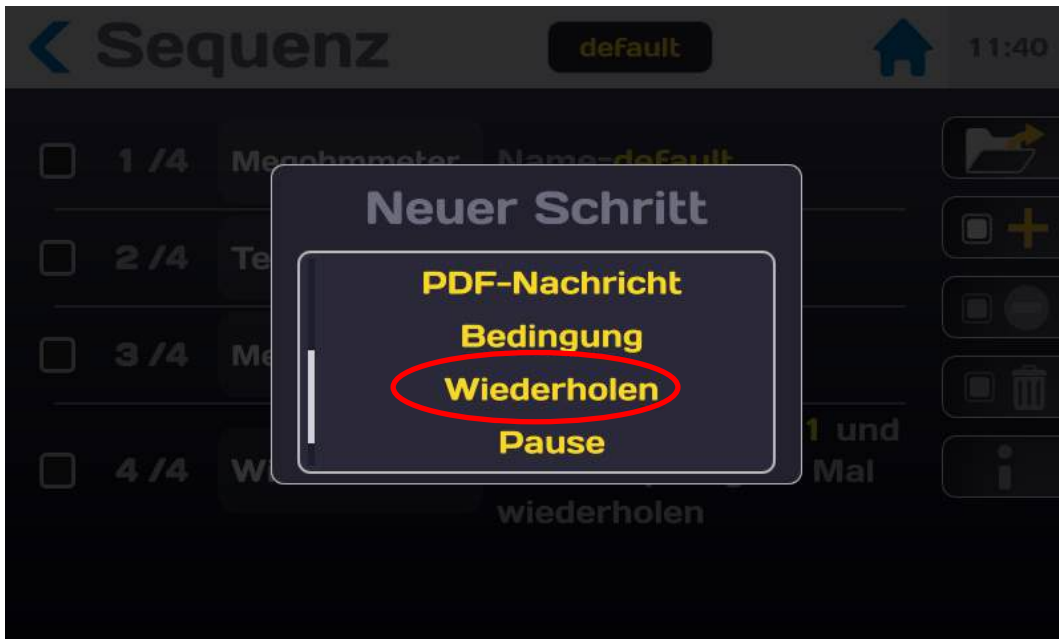 Sequenz default 11:40
1 /4 Megohmmeter Name=default
Neuer Schritt
2 /4 Te
PDF-Nachricht
Bedingung
3 /4 Me
Wiederholen
Pause
1 und
4 /4 Wi Mal
wiederholen